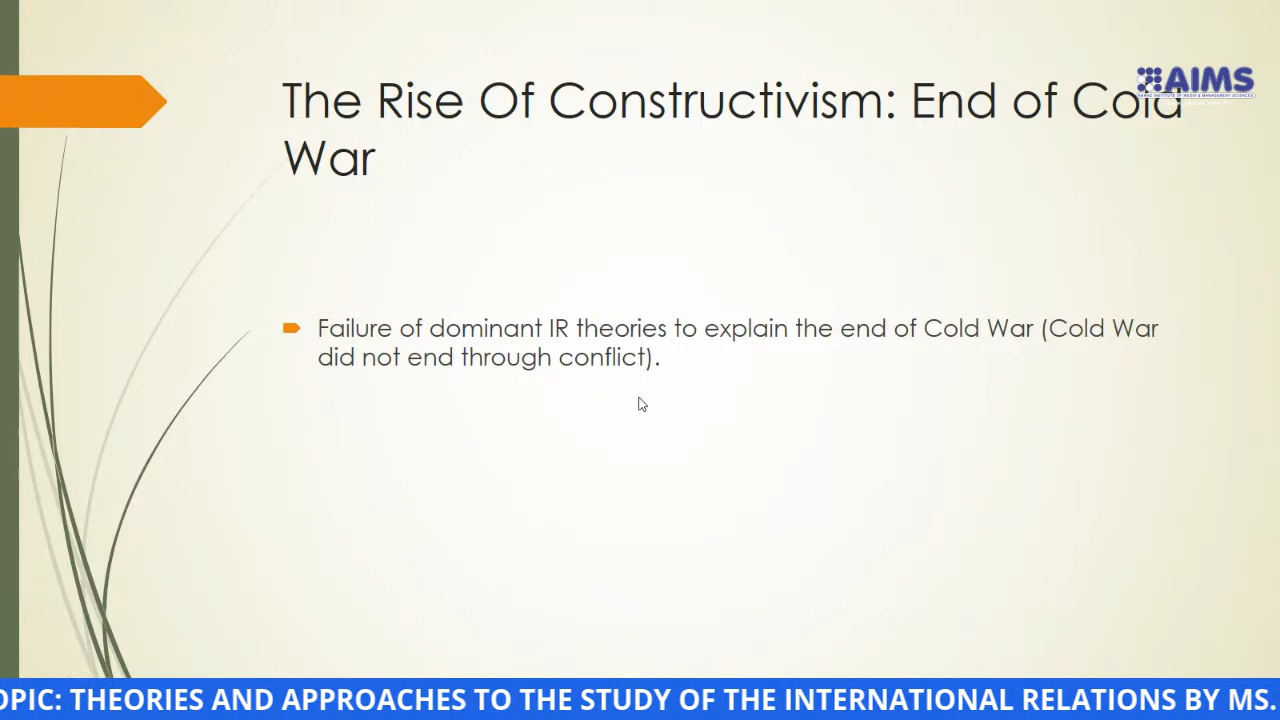 The Rise Of Constructivism: End of Cold
War
AIMS
Failure of dominant IR theories to explain the end of Cold War (Cold War
did not end through conflict).
OPIC: THEORIES AND APPROACHES TO THE STUDY OF THE INTERNATIONAL RELATIONS BY MS.